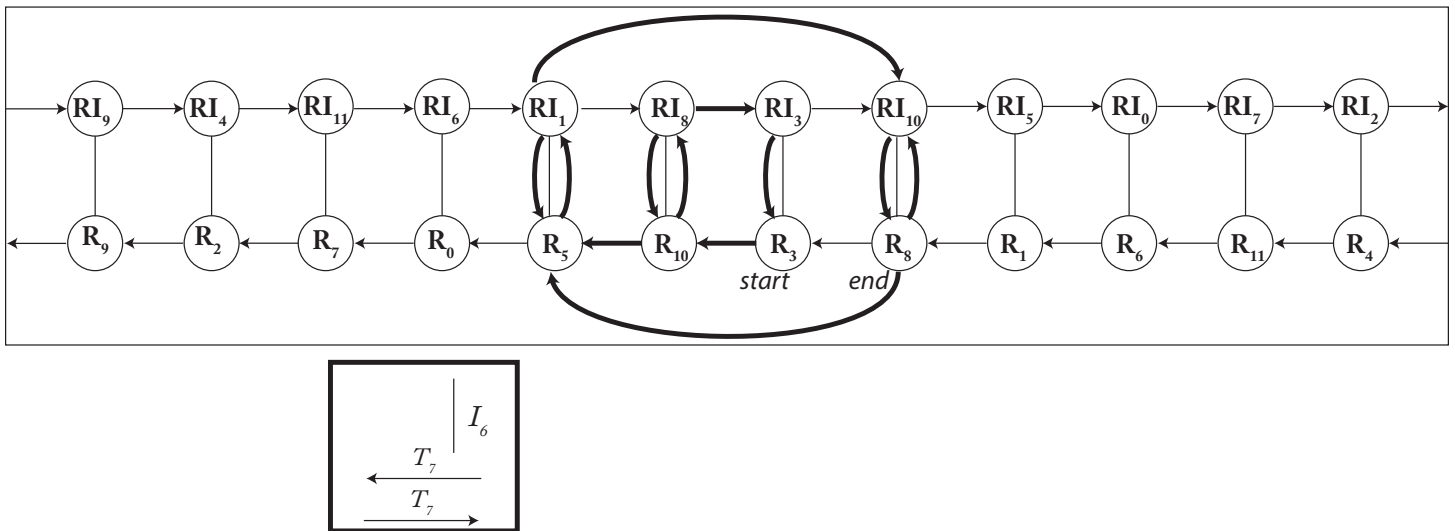 RI₉ RI₄ RI₁₁ RI₆ RI₁ RI₈ RI₃ RI₁₀ RI₅ RI₀ RI₇ RI₂
R₉ R₂ R₇ R₀ R₅ R₁₀ R₃ R₈ R₁ R₆ R₁₁ R₄
start end
I₆
T₇
T₇